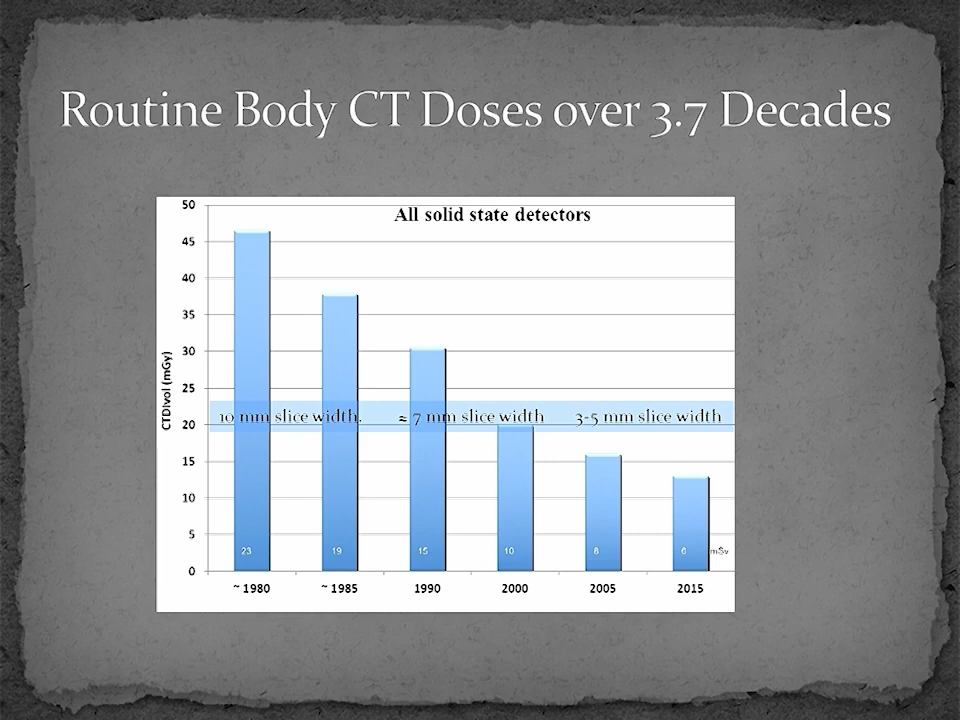 Routine Body CT Doses over 3.7 Decades
All solid state detectors
50
45
40
35
30
25
20
15
10
5
0
CTDIvol (mGy)
10 mm slice width. ≈ 7 mm slice width 3-5 mm slice width
23 19 15 10 8 6 mSv
~ 1980 ~ 1985 1990 2000 2005 2015